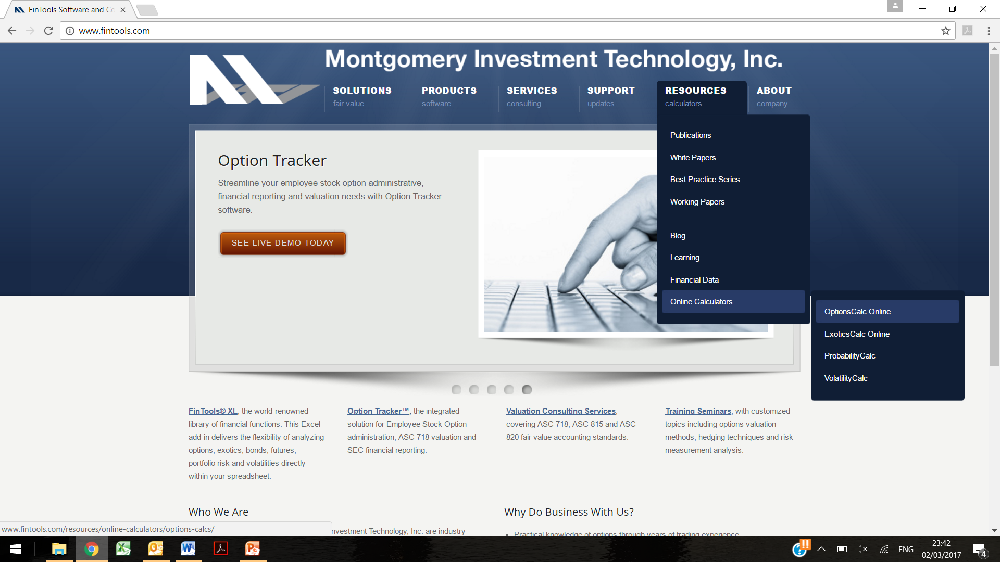 FinTools Software and Co
www.fintools.com
Montgomery Investment Technology, Inc.
SOLUTIONS
fair value
PRODUCTS
software
SERVICES
consulting
SUPPORT
updates
RESOURCES
calculators
ABOUT
company
Publications
White Papers
Best Practice Series
Working Papers
Blog
Learning
Financial Data
Online Calculators
OptionsCalc Online
ExoticsCalc Online
ProbabilityCalc
VolatilityCalc
Option Tracker
Streamline your employee stock option administrative,
financial reporting and valuation needs with Option Tracker
software.
SEE LIVE DEMO TODAY
FinTools® XL, the world-renowned
library of financial functions. This Excel
add-in delivers the flexibility of analyzing
options, exotics, bonds, futures,
portfolio risk and volatilities directly
within your spreadsheet.
Option Tracker™, the integrated
solution for Employee Stock Option
administration, ASC 718 valuation and
SEC financial reporting.
Valuation Consulting Services,
covering ASC 718, ASC 815 and ASC
820 fair value accounting standards.
Training Seminars, with customized
topics including options valuation
methods, hedging techniques and risk
measurement analysis.
Who We Are
nvestment Technology, Inc. are industry
Why Do Business With Us?
Practical knowledge of options through years of trading experience
www.fintools.com/resources/online-calculators/options-calcs/
ENG
23:42
02/03/2017
4